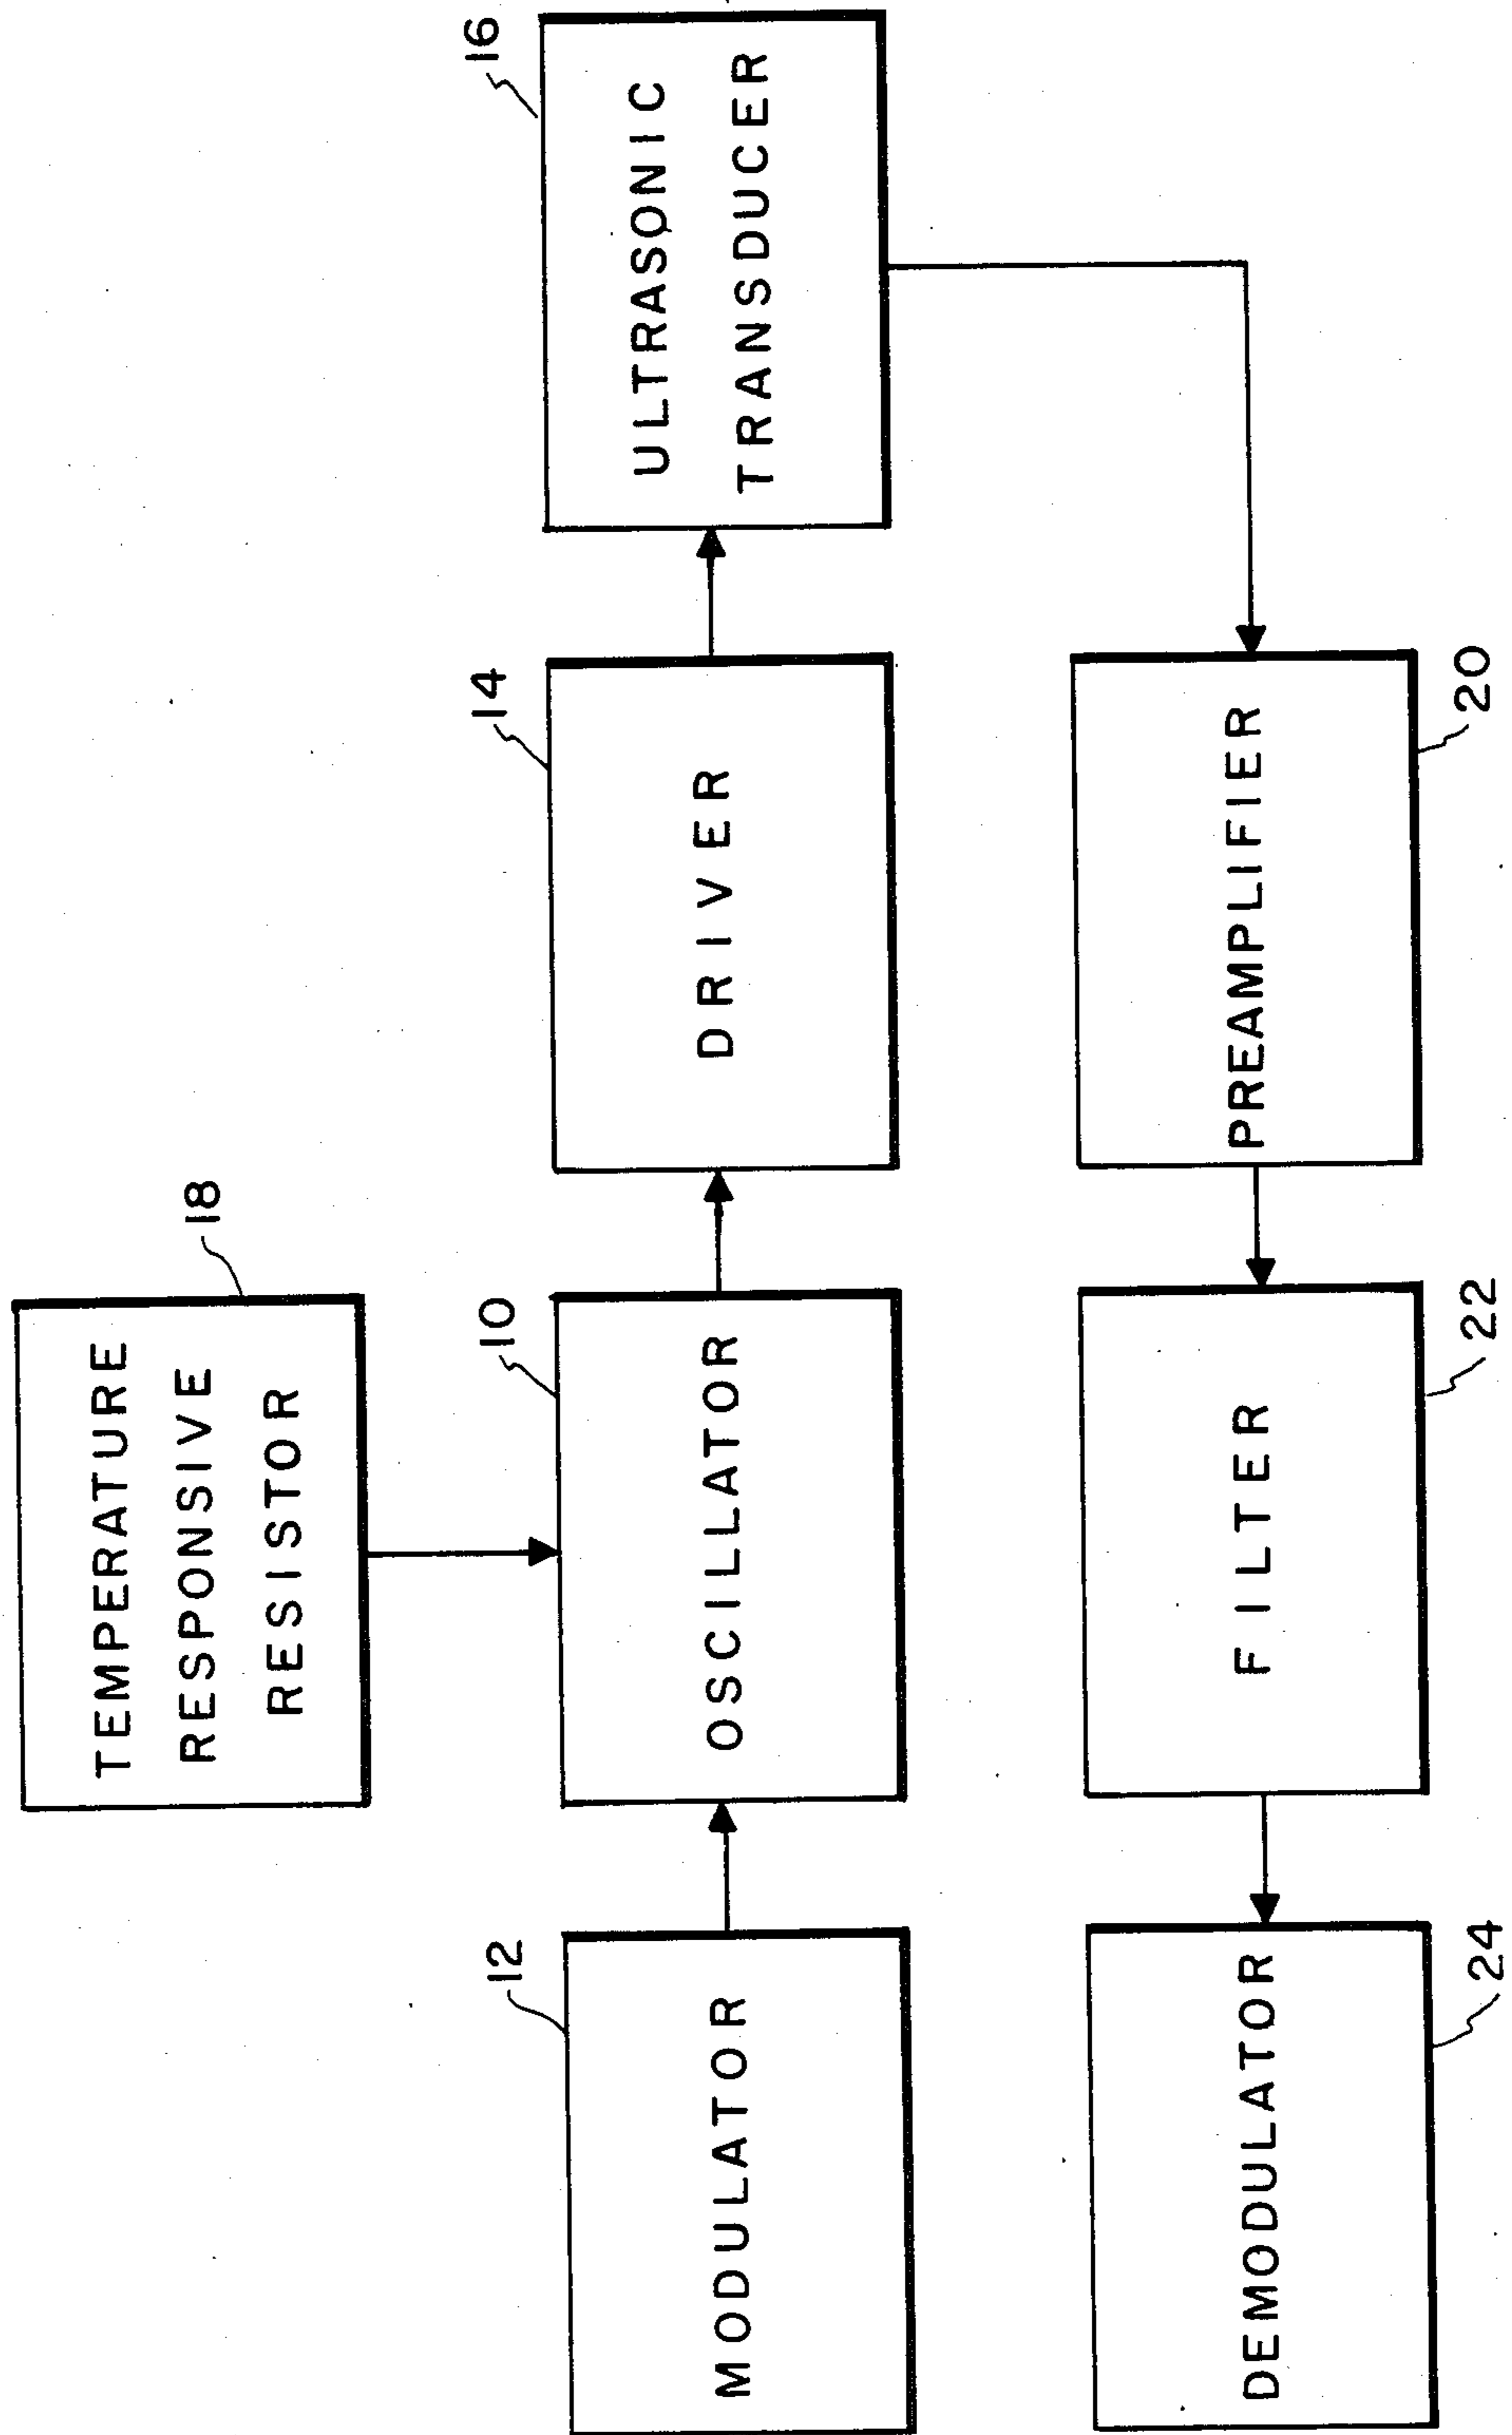 TEMPERATURE
RESPONSIVE
RESISTOR
18
MODULATOR
12
OSCILLATOR
10
DRIVER
14
ULTRASONIC
TRANSDUCER
16
DEMODULATOR
24
FILTER
22
PREAMPLIFIER
20